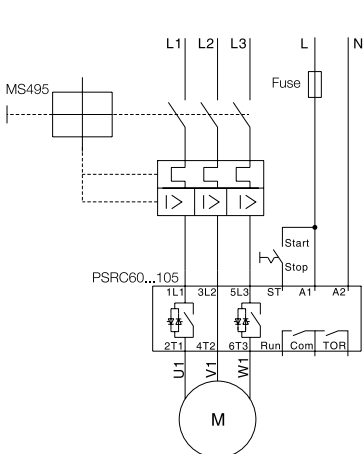 L1 L2 L3 L N
Fuse
MS495
I> I> I>
Start
Stop
PSRC60...105
1L1 3L2 5L3 ST A1 A2
2T1 4T2 6T3 Run Com TOR
U1 V1 W1
M